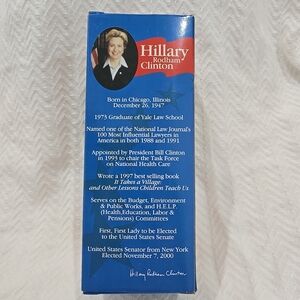 Hillary
Rodham
Clinton
Born in Chicago, Illinois
December 26, 1947
1973 Graduate of Yale Law School
Named one of the National Law Journal's
100 Most Influential Lawyers in
America in both 1988 and 1991
Appointed by President Bill Clinton
in 1993 to chair the Task Force
on National Health Care
Wrote a 1997 best selling book
It Takes a Village:
and Other Lessons Children Teach Us
Serves on the Budget, Environment
& Public Works, and H.E.L.P.
(Health,Education, Labor &
Pensions) Committees
First, First Lady to be Elected
to the United States Senate
United States Senator from New York
Elected November 7, 2000
Hillary Rodham Clinton